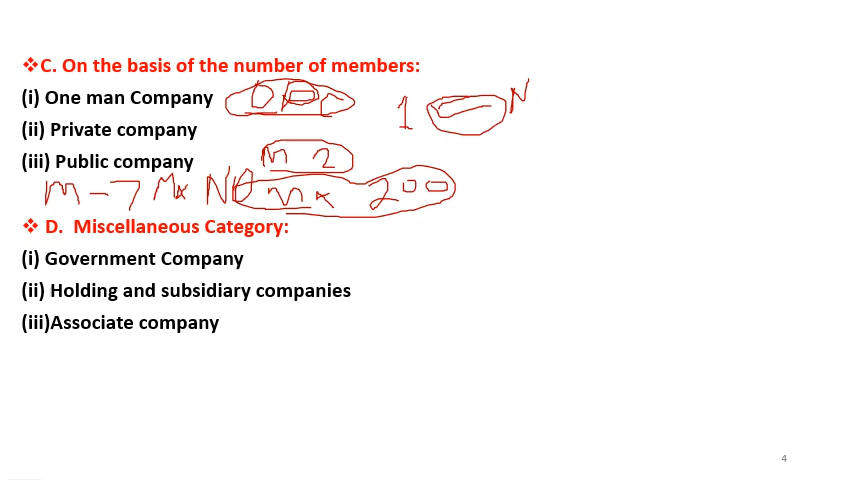 ❖C. On the basis of the number of members:
(i) One man Company OPC 1 N
(ii) Private company
(iii) Public company m 2
M - 7 Mx NO mx 200
❖ D. Miscellaneous Category:
(i) Government Company
(ii) Holding and subsidiary companies
(iii)Associate company
4